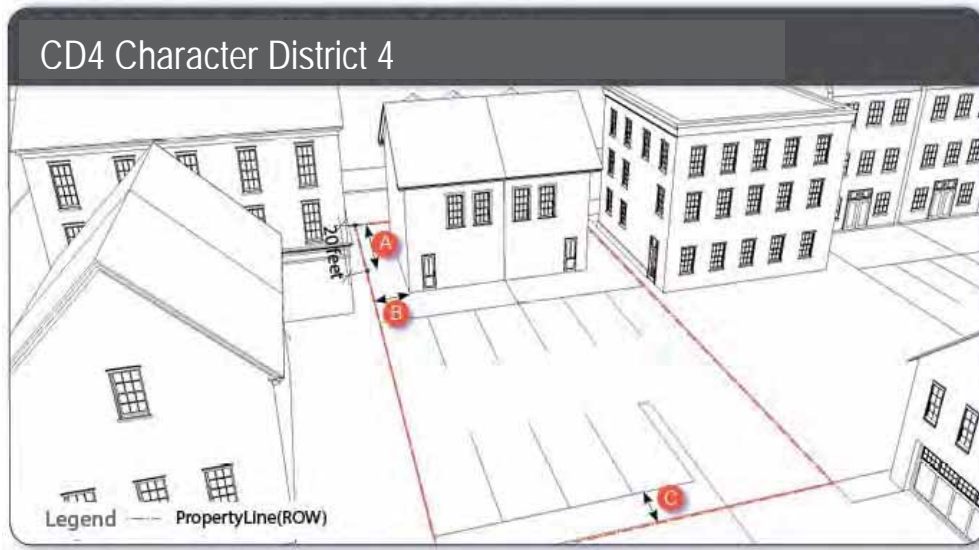 CD4 Character District 4
20 feet
A
B
C
Legend PropertyLine(ROW)